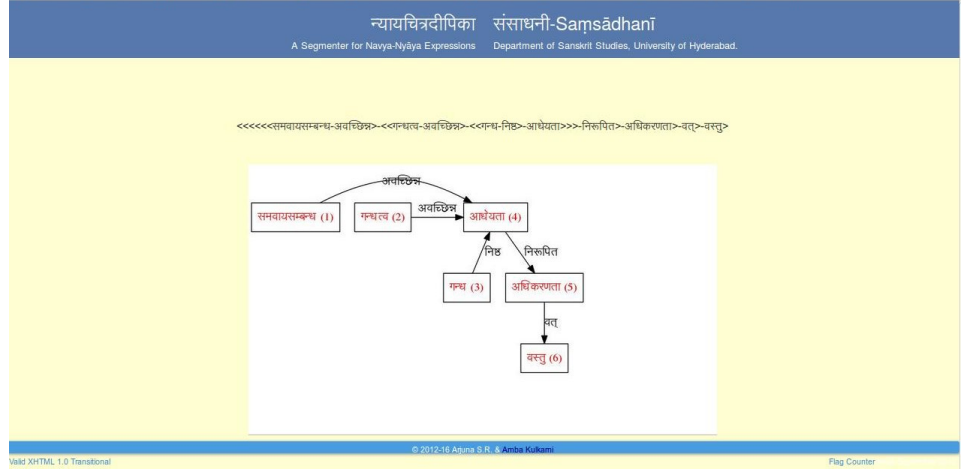 न्यायचित्रदीपिका संसाधनी-Saṃsādhanī
A Segmenter for Navya-Nyāya Expressions Department of Sanskrit Studies, University of Hyderabad.
<<<<<<समवायसम्बन्ध-अवच्छिन्न>-<<गन्धत्व-अवच्छिन्न>-<<गन्ध-निष्ठ>-आधेयता>>>-निरूपित>-अधिकरणता>-वत्>-वस्तु>
अवच्छिन्न
समवायसम्बन्ध (1) गन्धत्व (2) अवच्छिन्न आधेयता (4)
निष्ठ निरूपित
गन्ध (3) अधिकरणता (5)
वत्
वस्तु (6)
© 2012-16 Arjuna S.R. & Amba Kulkarni
Valid XHTML 1.0 Transitional Flag Counter